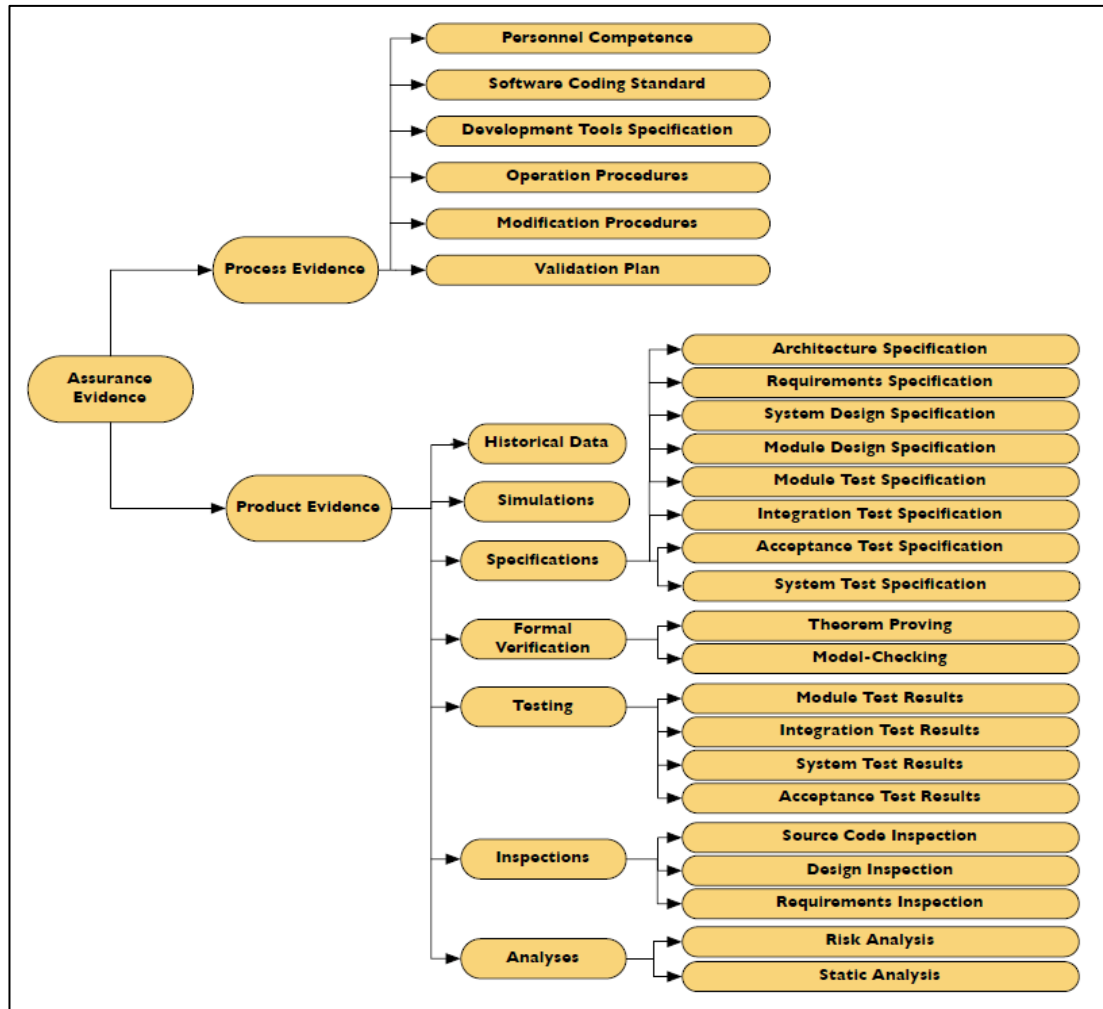 Personnel Competence
Software Coding Standard
Development Tools Specification
Operation Procedures
Modification Procedures
Process Evidence
Validation Plan
Assurance
Evidence
Architecture Specification
Requirements Specification
System Design Specification
Historical Data
Module Design Specification
Module Test Specification
Simulations
Product Evidence
Integration Test Specification
Acceptance Test Specification
Specifications
System Test Specification
Formal
Verification
Theorem Proving
Model-Checking
Testing
Module Test Results
Integration Test Results
System Test Results
Acceptance Test Results
Source Code Inspection
Inspections
Design Inspection
Requirements Inspection
Risk Analysis
Analyses
Static Analysis